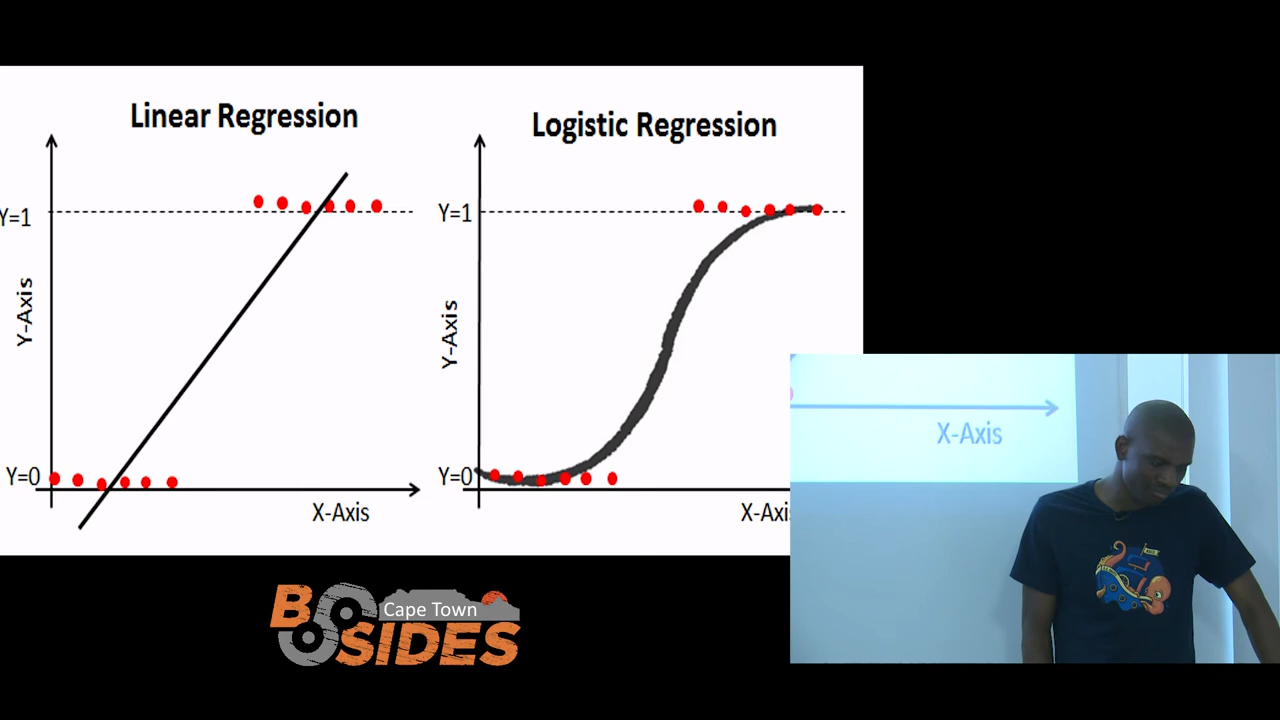 Linear Regression
Y=1
Y-Axis
Y=0
X-Axis
Logistic Regression
Y=1
Y-Axis
Y=0
X-Axi
X-Axis
BSIDES
Cape Town